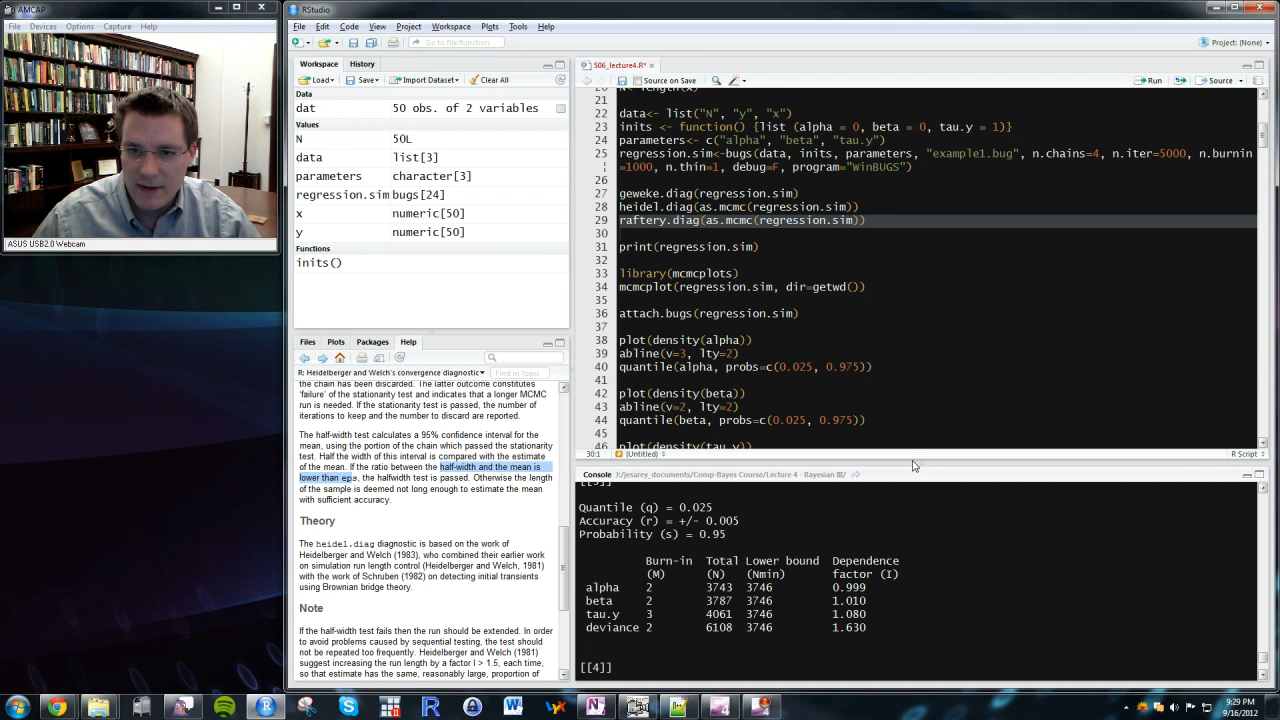 AMCAP
File Devices Options Capture Help
ASUS USB2.0 Webcam
RStudio
File Edit Code View Project Workspace Plots Tools Help
Go to file/function
Project: (None)
Workspace History
Load Save Import Dataset Clear All
Data
dat 50 obs. of 2 variables
Values
N 50L
data list[3]
parameters character[3]
regression.sim bugs[24]
x numeric[50]
y numeric[50]
Functions
inits()
Files Plots Packages Help
R: Heidelberger and Welch's convergence diagnostic Find in Topic
the chain has been discarded. The latter outcome constitutes
'failure' of the stationarity test and indicates that a longer MCMC
run is needed. If the stationarity test is passed, the number of
iterations to keep and the number to discard are reported.
The half-width test calculates a 95% confidence interval for the
mean, using the portion of the chain which passed the stationarity
test. Half the width of this interval is compared with the estimate
of the mean. If the ratio between the half-width and the mean is
lower than eps, the halfwidth test is passed. Otherwise the length
of the sample is deemed not long enough to estimate the mean
with sufficient accuracy.
Theory
The heidel.diag diagnostic is based on the work of
Heidelberger and Welch (1983), who combined their earlier work
on simulation run length control (Heidelberger and Welch, 1981)
with the work of Schruben (1982) on detecting initial transients
using Brownian bridge theory.
Note
If the half-width test fails then the run should be extended. In order
to avoid problems caused by sequential testing, the test should
not be repeated too frequently. Heidelberger and Welch (1981)
suggest increasing the run length by a factor I > 1.5, each time,
so that estimate has the same, reasonably large, proportion of
506_lecture4.R*
Source on Save Run Source
20 N<- length(x)
21
22 data<- list("N", "y", "x")
23 inits <- function() {list (alpha = 0, beta = 0, tau.y = 1)}
24 parameters<- c("alpha", "beta", "tau.y")
25 regression.sim<-bugs(data, inits, parameters, "example1.bug", n.chains=4, n.iter=5000, n.burnin
=1000, n.thin=1, debug=F, program="WinBUGS")
26
27 geweke.diag(regression.sim)
28 heidel.diag(as.mcmc(regression.sim))
29 raftery.diag(as.mcmc(regression.sim))
30
31 print(regression.sim)
32
33 library(mcmcplots)
34 mcmcplot(regression.sim, dir=getwd())
35
36 attach.bugs(regression.sim)
37
38 plot(density(alpha))
39 abline(v=3, lty=2)
40 quantile(alpha, probs=c(0.025, 0.975))
41
42 plot(density(beta))
43 abline(v=2, lty=2)
44 quantile(beta, probs=c(0.025, 0.975))
45
46 plot(density(tau.y))
30:1 (Untitled) R Script
Console J:/jesarey_documents/Comp-Bayes Course/Lecture 4 - Bayesian III/
[[3]]
Quantile (q) = 0.025
Accuracy (r) = +/- 0.005
Probability (s) = 0.95
Burn-in Total Lower bound Dependence
(M) (N) (Nmin) factor (I)
alpha 2 3743 3746 0.999
beta 2 3787 3746 1.010
tau.y 3 4061 3746 1.080
deviance 2 6108 3746 1.630
[[4]]
9:29 PM
9/16/2012